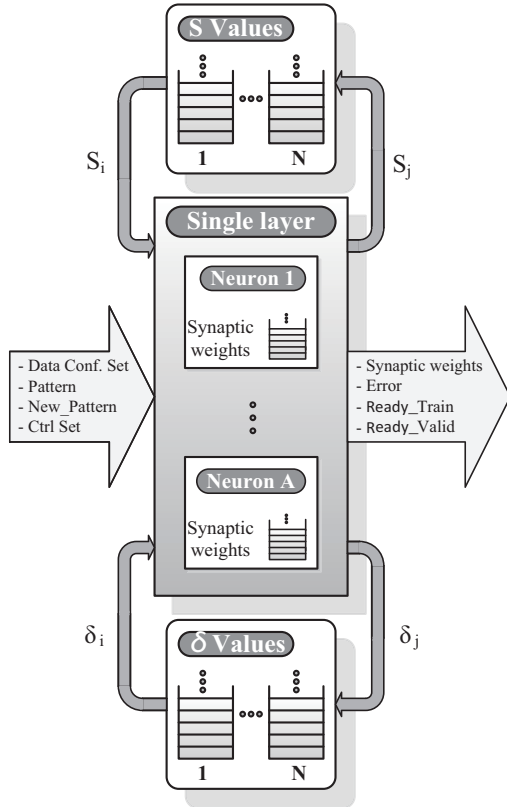 S Values
1
N
S_i
S_j
Single layer
Neuron 1
Synaptic
weights
- Data Conf. Set
- Pattern
- New_Pattern
- Ctrl Set
- Synaptic weights
- Error
- Ready_Train
- Ready_Valid
Neuron A
Synaptic
weights
δ_i
δ_j
δ Values
1
N